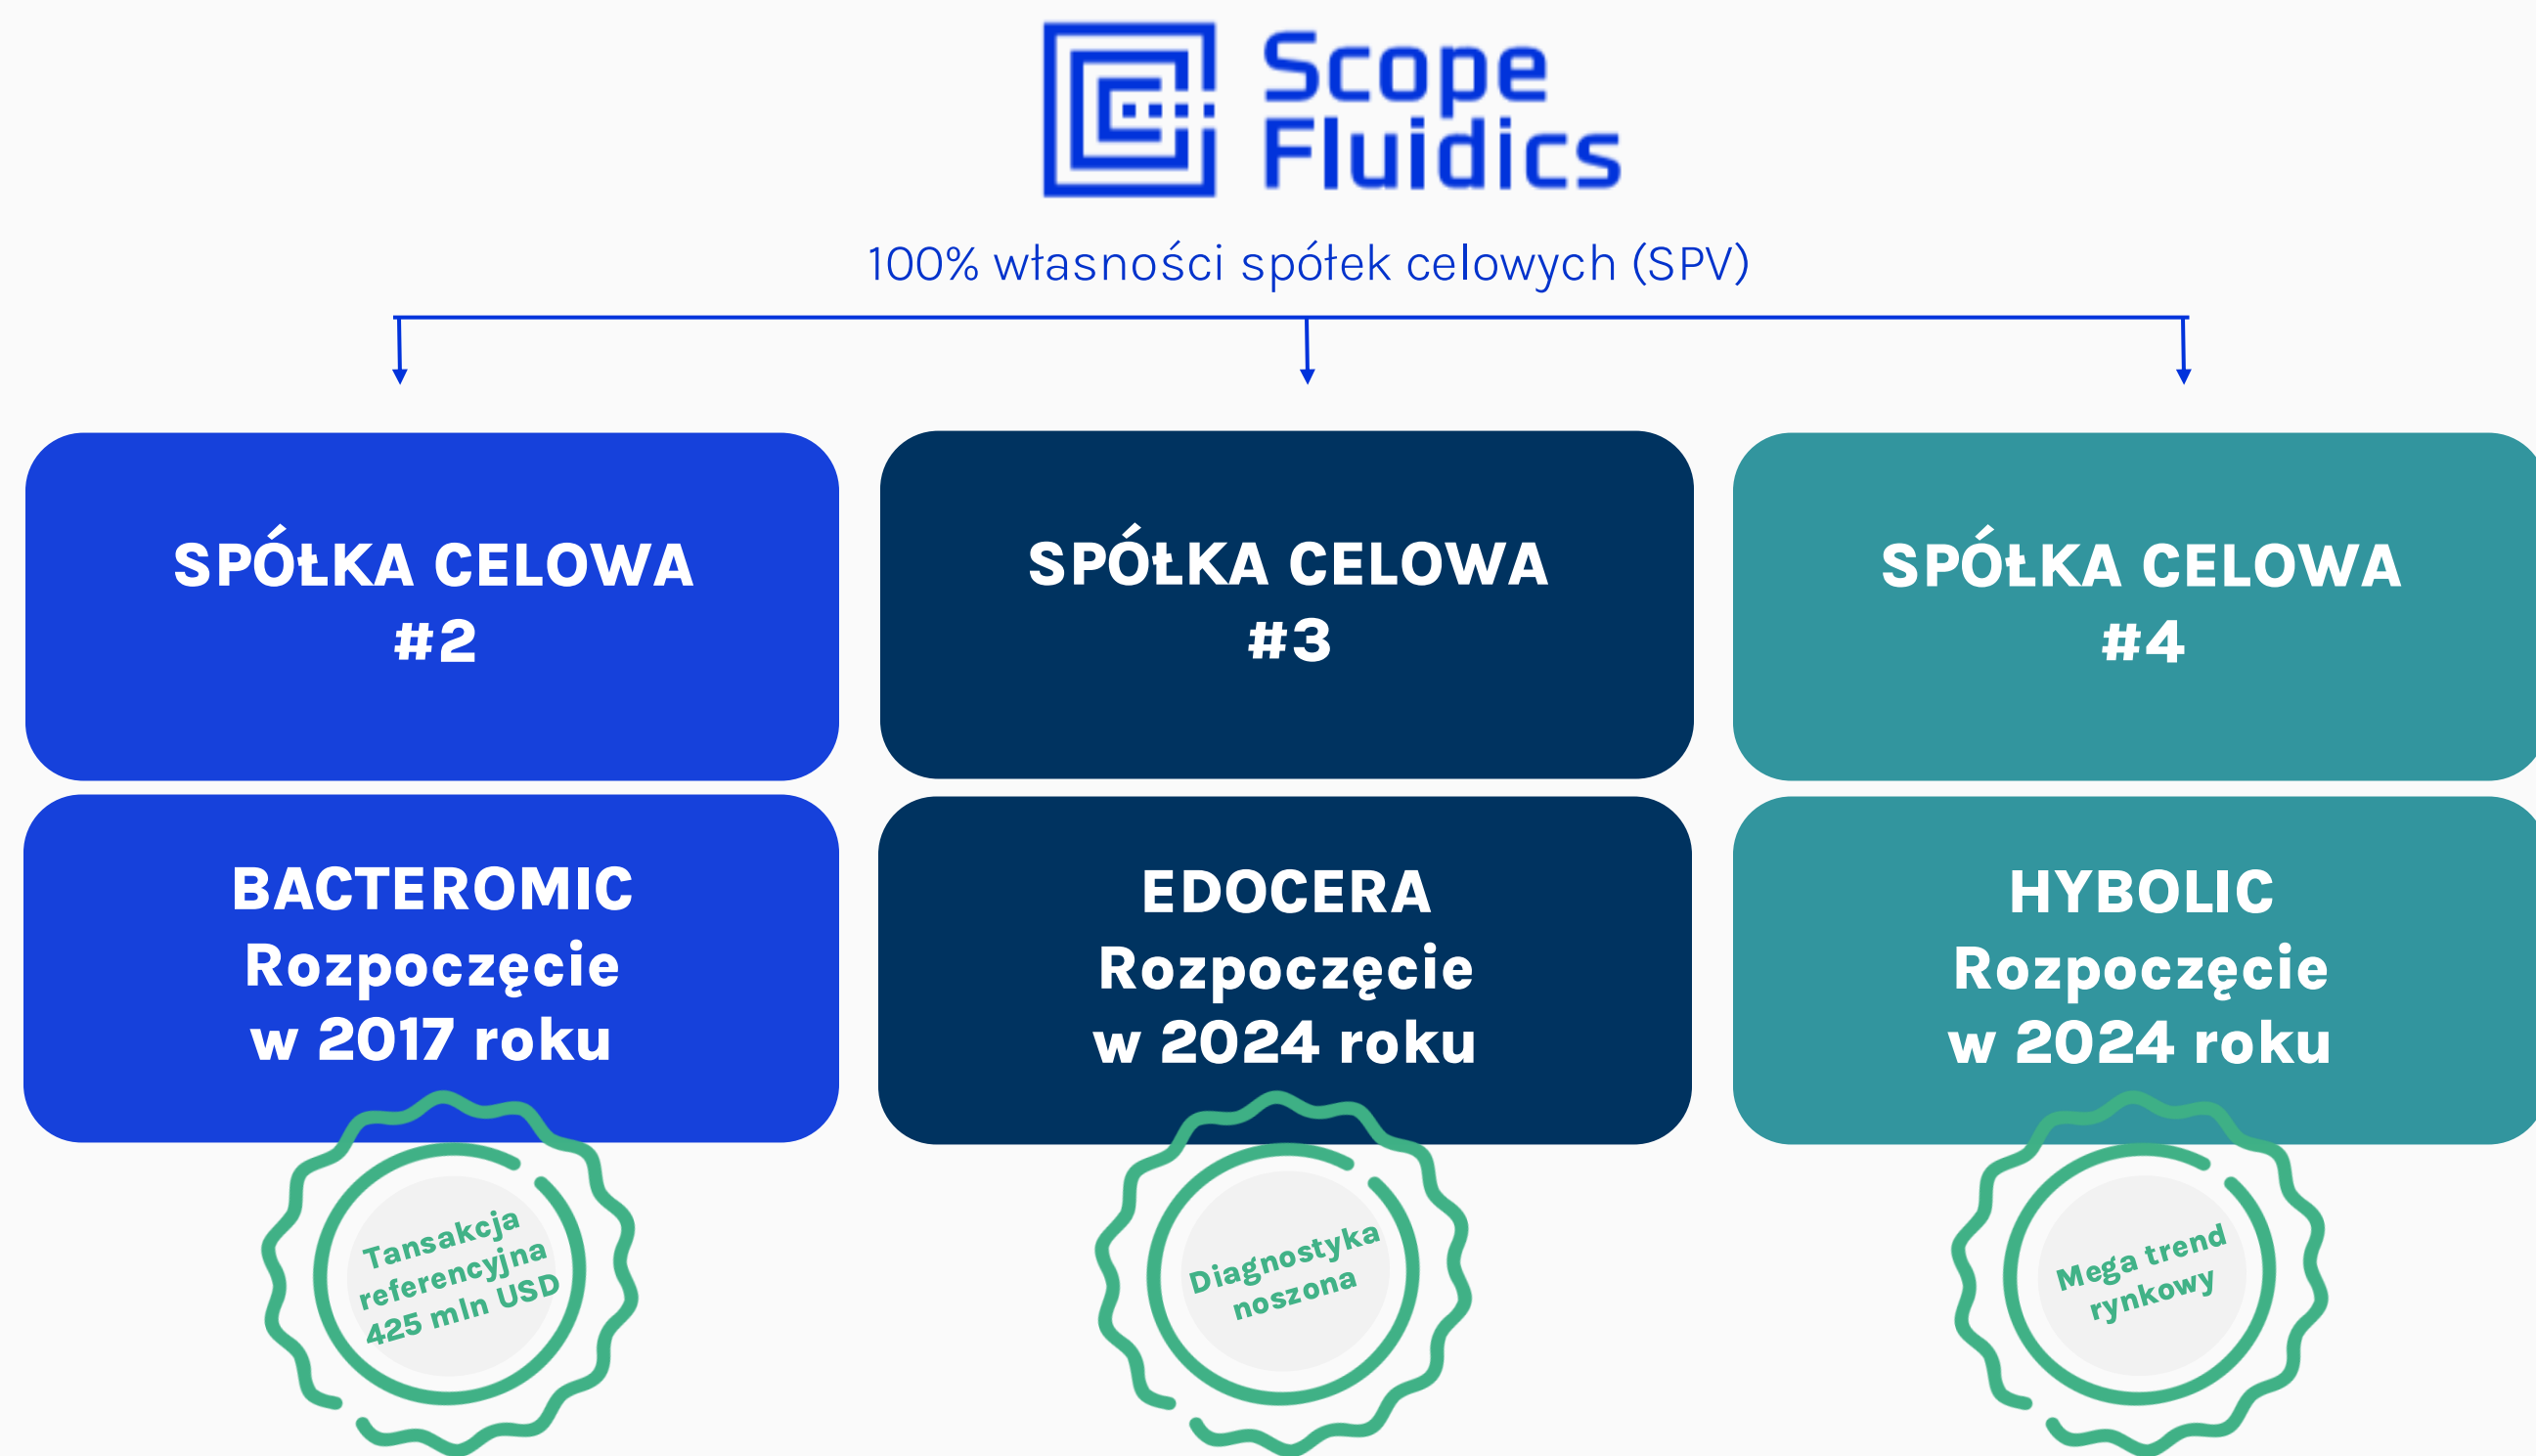 Scope
Fluidics
100% własności spółek celowych (SPV)
SPÓŁKA CELOWA
#2
SPÓŁKA CELOWA
#3
SPÓŁKA CELOWA
#4
BACTEROMIC
Rozpoczęcie
w 2017 roku
EDOCERA
Rozpoczęcie
w 2024 roku
HYBOLIC
Rozpoczęcie
w 2024 roku
Tansakcja
referencyjna
425 mln USD
Diagnostyka
noszona
Mega trend
rynkowy